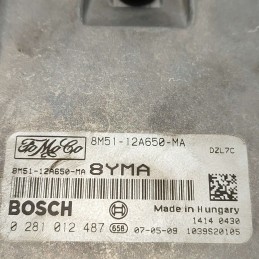 FoMoCo 8M51-12A650-MA
DZL7C
8M51-12A650-MA 8YMA
BOSCH Made in Hungary
1414 0430
0 281 012 487 658 07-05-09 1039S20105